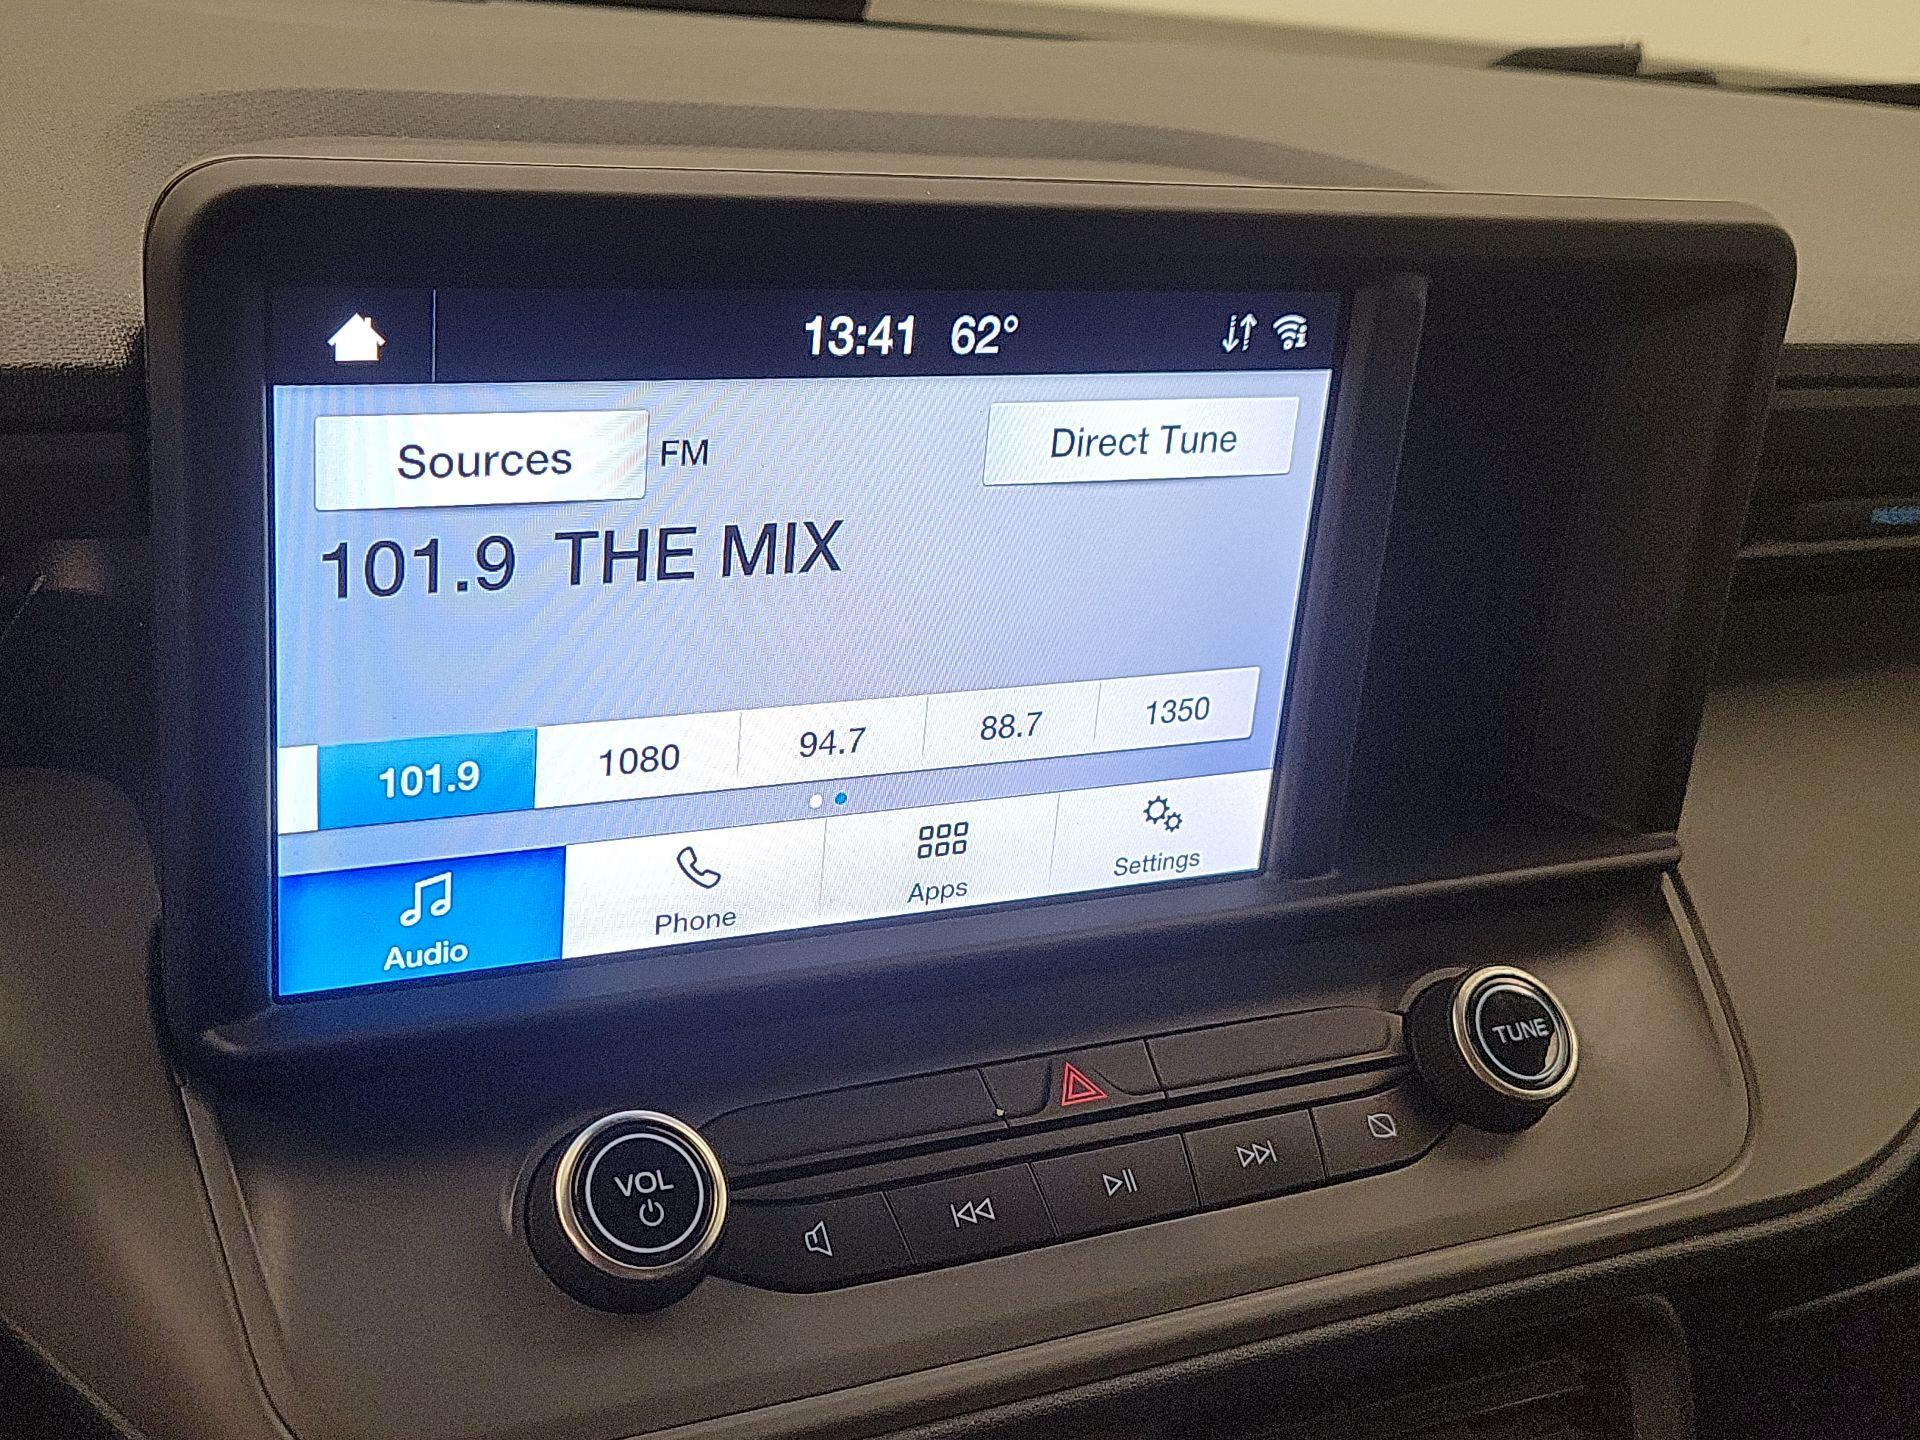 13:41 62°
Sources FM Direct Tune
101.9 THE MIX
101.9 1080 94.7 88.7 1350
Audio Phone Apps Settings
TUNE
VOL